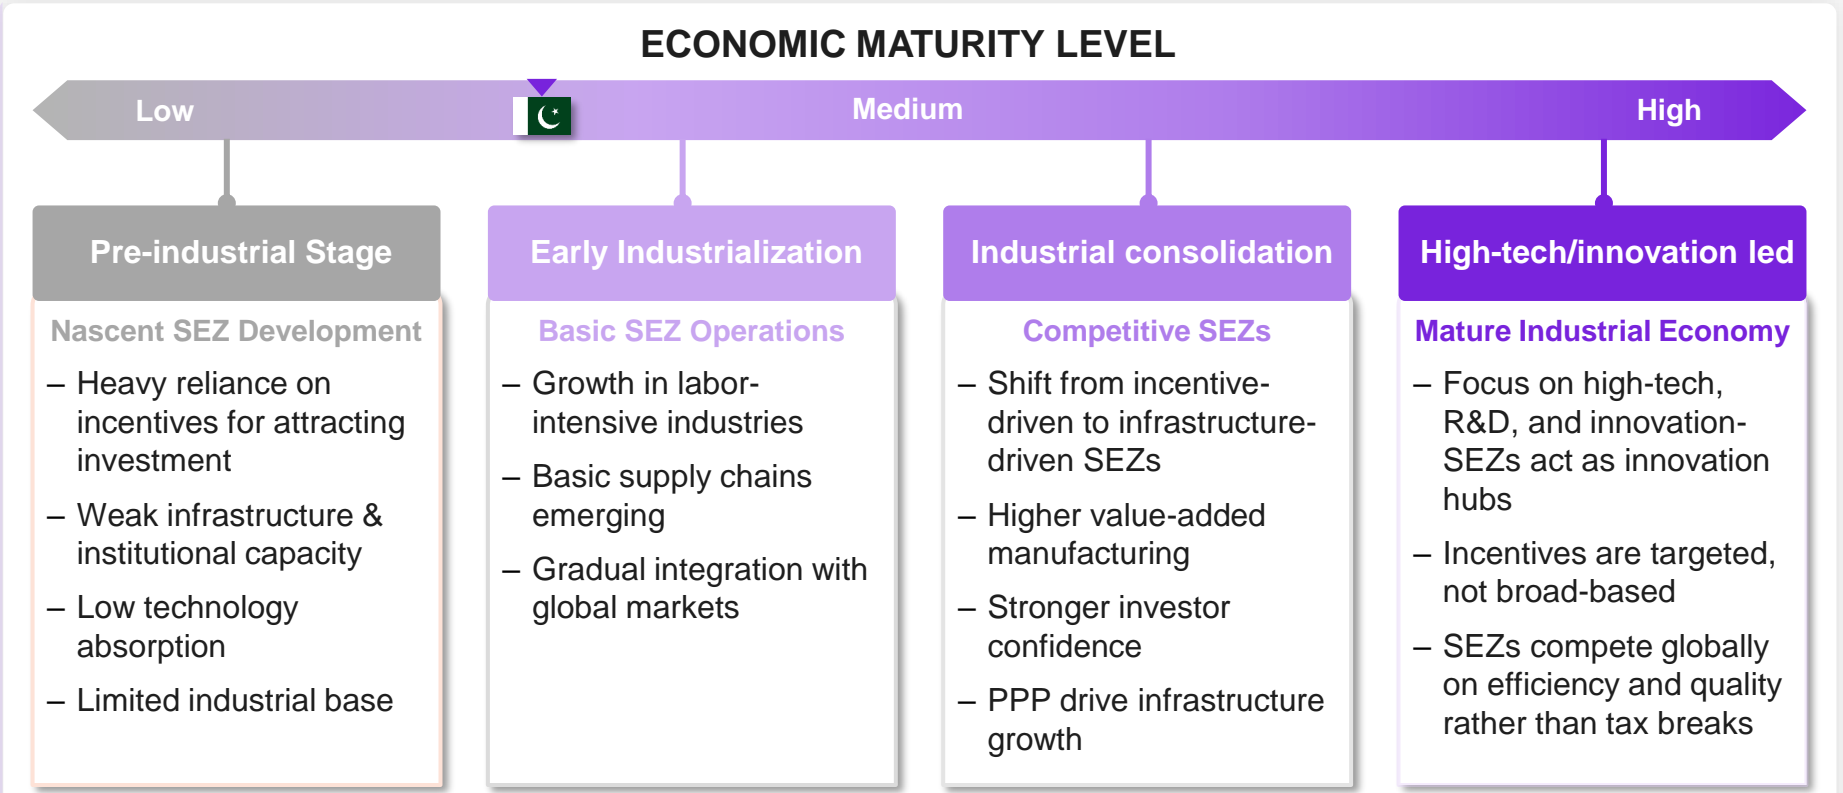 ECONOMIC MATURITY LEVEL
Low
Medium
High
Pre-industrial Stage
Nascent SEZ Development
– Heavy reliance on
incentives for attracting
investment
– Weak infrastructure &
institutional capacity
– Low technology
absorption
– Limited industrial base
Early Industrialization
Basic SEZ Operations
– Growth in labor-
intensive industries
– Basic supply chains
emerging
– Gradual integration with
global markets
Industrial consolidation
Competitive SEZs
– Shift from incentive-
driven to infrastructure-
driven SEZs
– Higher value-added
manufacturing
– Stronger investor
confidence
– PPP drive infrastructure
growth
High-tech/innovation led
Mature Industrial Economy
– Focus on high-tech,
R&D, and innovation-
SEZs act as innovation
hubs
– Incentives are targeted,
not broad-based
– SEZs compete globally
on efficiency and quality
rather than tax breaks